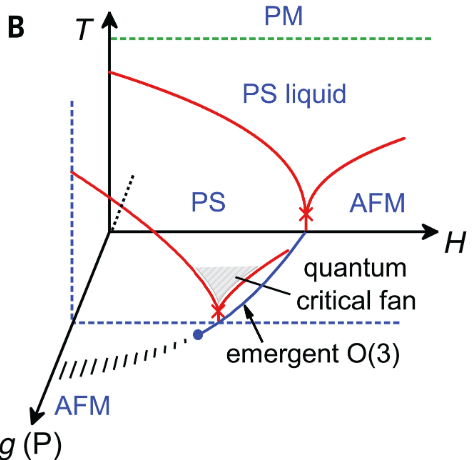 B
T
PM
PS liquid
PS
AFM
H
quantum
critical fan
emergent O(3)
AFM
g (P)